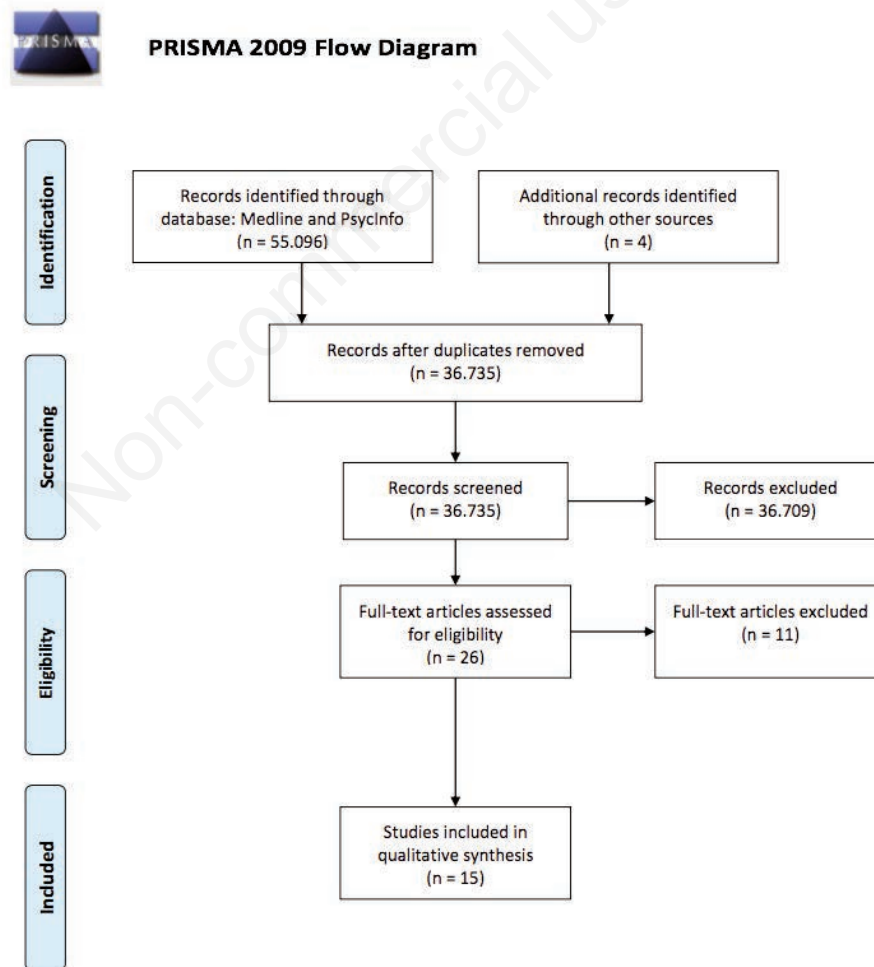 PRISMA
PRISMA 2009 Flow Diagram
Non-commercial us
Identification
Records identified through
database: Medline and PsycInfo
(n = 55.096)
Additional records identified
through other sources
(n = 4)
Records after duplicates removed
(n = 36.735)
Screening
Records screened
(n = 36.735)
Records excluded
(n = 36.709)
Eligibility
Full-text articles assessed
for eligibility
(n = 26)
Full-text articles excluded
(n = 11)
Included
Studies included in
qualitative synthesis
(n = 15)